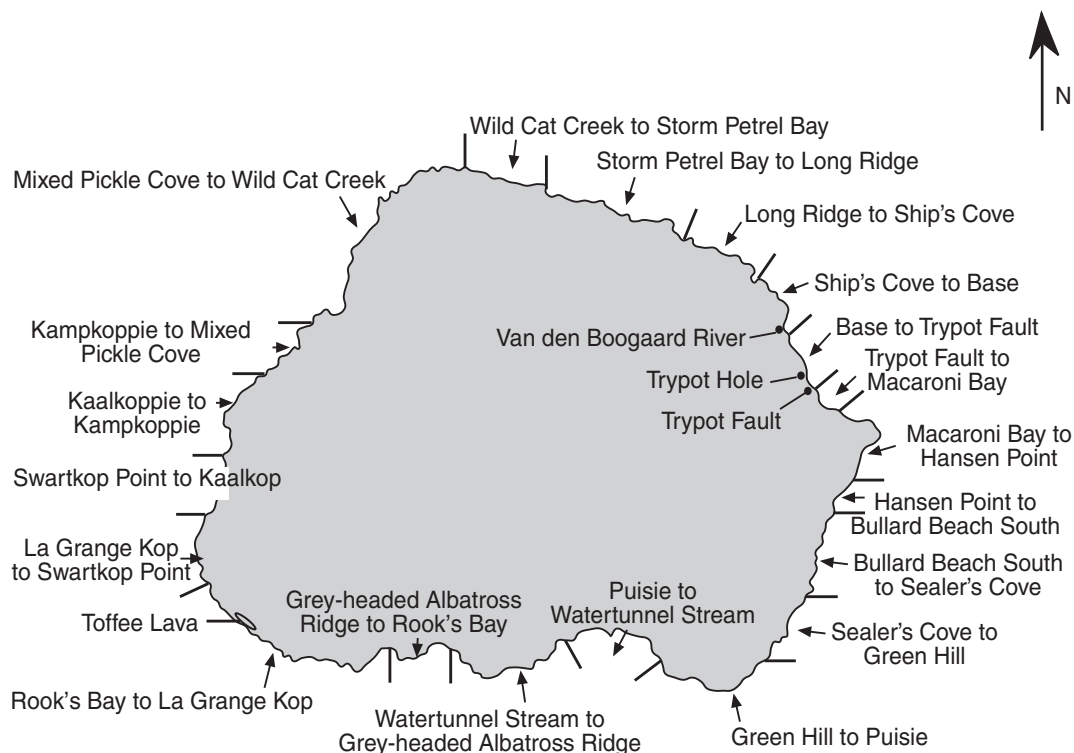 N
Wild Cat Creek to Storm Petrel Bay
Storm Petrel Bay to Long Ridge
Mixed Pickle Cove to Wild Cat Creek
Long Ridge to Ship's Cove
Ship's Cove to Base
Kampkoppie to Mixed
Pickle Cove
Van den Boogaard River
Base to Trypot Fault
Trypot Fault to
Macaroni Bay
Trypot Hole
Trypot Fault
Kaalkoppie to
Kampkoppie
Macaroni Bay to
Hansen Point
Swartkop Point to Kaalkop
Hansen Point to
Bullard Beach South
La Grange Kop
to Swartkop Point
Bullard Beach South
to Sealer's Cove
Grey-headed Albatross
Ridge to Rook's Bay
Puisie to
Watertunnel Stream
Toffee Lava
Sealer's Cove to
Green Hill
Rook's Bay to La Grange Kop
Watertunnel Stream to
Grey-headed Albatross Ridge
Green Hill to Puisie